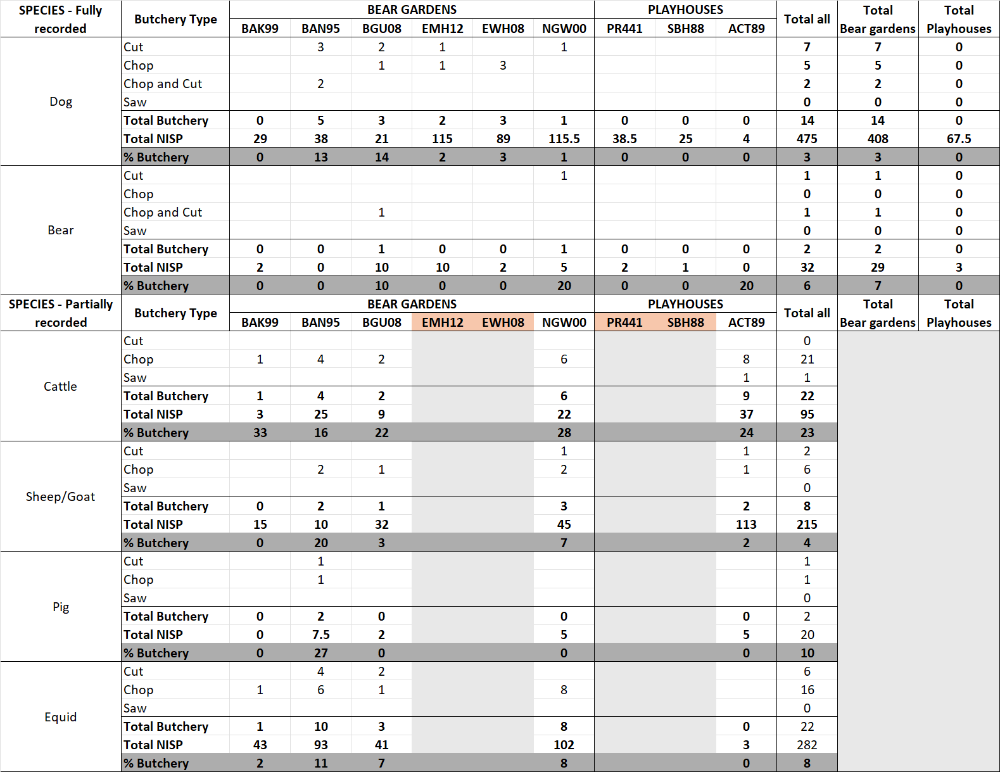 SPECIES - Fully recorded Butchery Type BEAR GARDENS PLAYHOUSES Total all Total Bear gardens Total Playhouses
BAK99 BAN95 BGU08 EMH12 EWH08 NGW00 PR441 SBH88 ACT89
Dog
Cut 3 2 1 1 7 7 0
Chop 1 1 3 5 5 0
Chop and Cut 2 2 2 0
Saw 0 0 0
Total Butchery 0 5 3 2 3 1 0 0 0 14 14 0
Total NISP 29 38 21 115 89 115.5 38.5 25 4 475 408 67.5
% Butchery 0 13 14 2 3 1 0 0 0 3 3 0
Bear
Cut 1 1 1 0
Chop 0 0 0
Chop and Cut 1 1 1 0
Saw 0 0 0
Total Butchery 0 0 1 0 0 1 0 0 0 2 2 0
Total NISP 2 0 10 10 2 5 2 1 0 32 29 3
% Butchery 0 0 10 0 0 20 0 0 20 6 7 0
SPECIES - Partially recorded Butchery Type BEAR GARDENS PLAYHOUSES Total all Total Bear gardens Total Playhouses
BAK99 BAN95 BGU08 EMH12 EWH08 NGW00 PR441 SBH88 ACT89
Cattle
Cut 0
Chop 1 4 2 6 8 21
Saw 1 1
Total Butchery 1 4 2 6 9 22
Total NISP 3 25 9 22 37 95
% Butchery 33 16 22 28 24 23
Sheep/Goat
Cut 1 1 2
Chop 2 1 2 1 6
Saw 0
Total Butchery 0 2 1 3 2 8
Total NISP 15 10 32 45 113 215
% Butchery 0 20 3 7 2 4
Pig
Cut 1 1
Chop 1 1
Saw 0
Total Butchery 0 2 0 0 0 2
Total NISP 0 7.5 2 5 5 20
% Butchery 0 27 0 0 0 10
Equid
Cut 4 2 6
Chop 1 6 1 8 16
Saw 0
Total Butchery 1 10 3 8 0 22
Total NISP 43 93 41 102 3 282
% Butchery 2 11 7 8 0 8